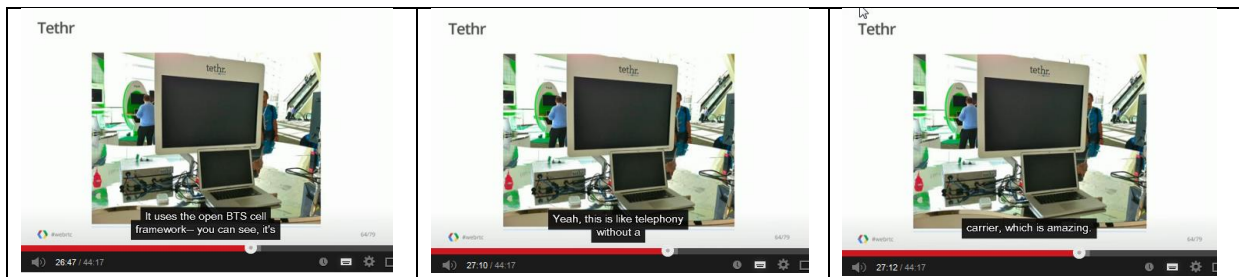 Tethr
tethr
It uses the open BTS cell
framework-- you can see, it's
#webrtc
64/79
26:47 / 44:17
Tethr
tethr
Yeah, this is like telephony
without a
#webrtc
64/79
27:10 / 44:17
Tethr
tethr
carrier, which is amazing.
#webrtc
64/79
27:12 / 44:17